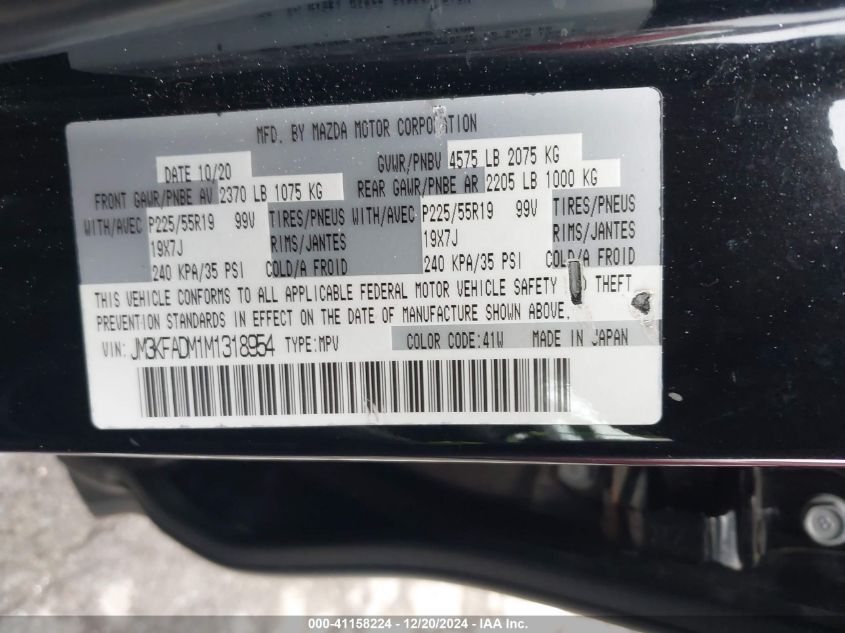 MFD. BY MAZDA MOTOR CORPORATION
DATE 10/20 GVWR/PNBV 4575 LB 2075 KG
FRONT GAWR/PNBE AV 2370 LB 1075 KG REAR GAWR/PNBE AR 2205 LB 1000 KG
WITH/AVEC P225/55R19 99V TIRES/PNEUS WITH/AVEC P225/55R19 99V TIRES/PNEUS
19X7J RIMS/JANTES 19X7J RIMS/JANTES
240 KPA/35 PSI COLD/A FROID 240 KPA/35 PSI COLD/A FROID
THIS VEHICLE CONFORMS TO ALL APPLICABLE FEDERAL MOTOR VEHICLE SAFETY THEFT
PREVENTION STANDARDS IN EFFECT ON THE DATE OF MANUFACTURE SHOWN ABOVE.
VIN: JM3KFADM1M1318954 TYPE:MPV COLOR CODE:41W MADE IN JAPAN
000-41158224 - 12/20/2024 - IAA, Inc.